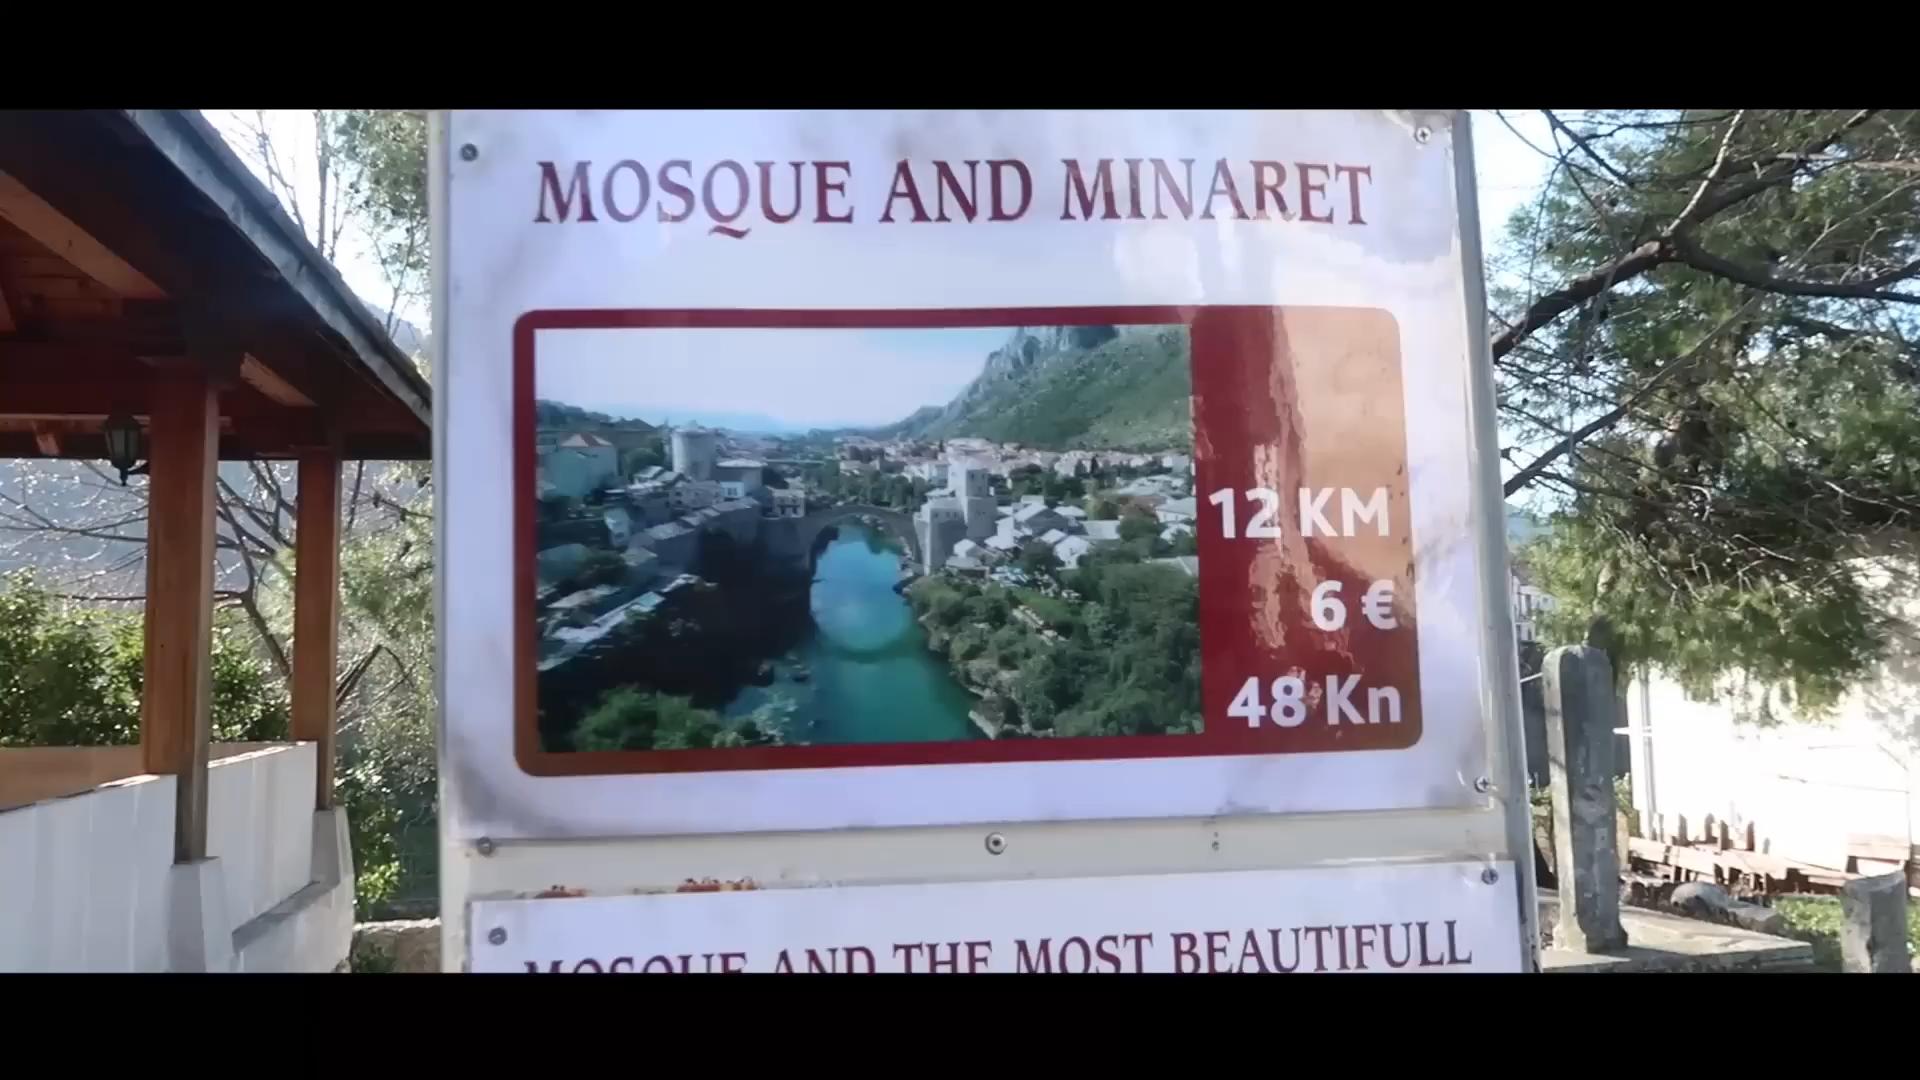 MOSQUE AND MINARET
12 KM
6 €
48 Kn
MOSQUE AND THE MOST BEAUTIFULL